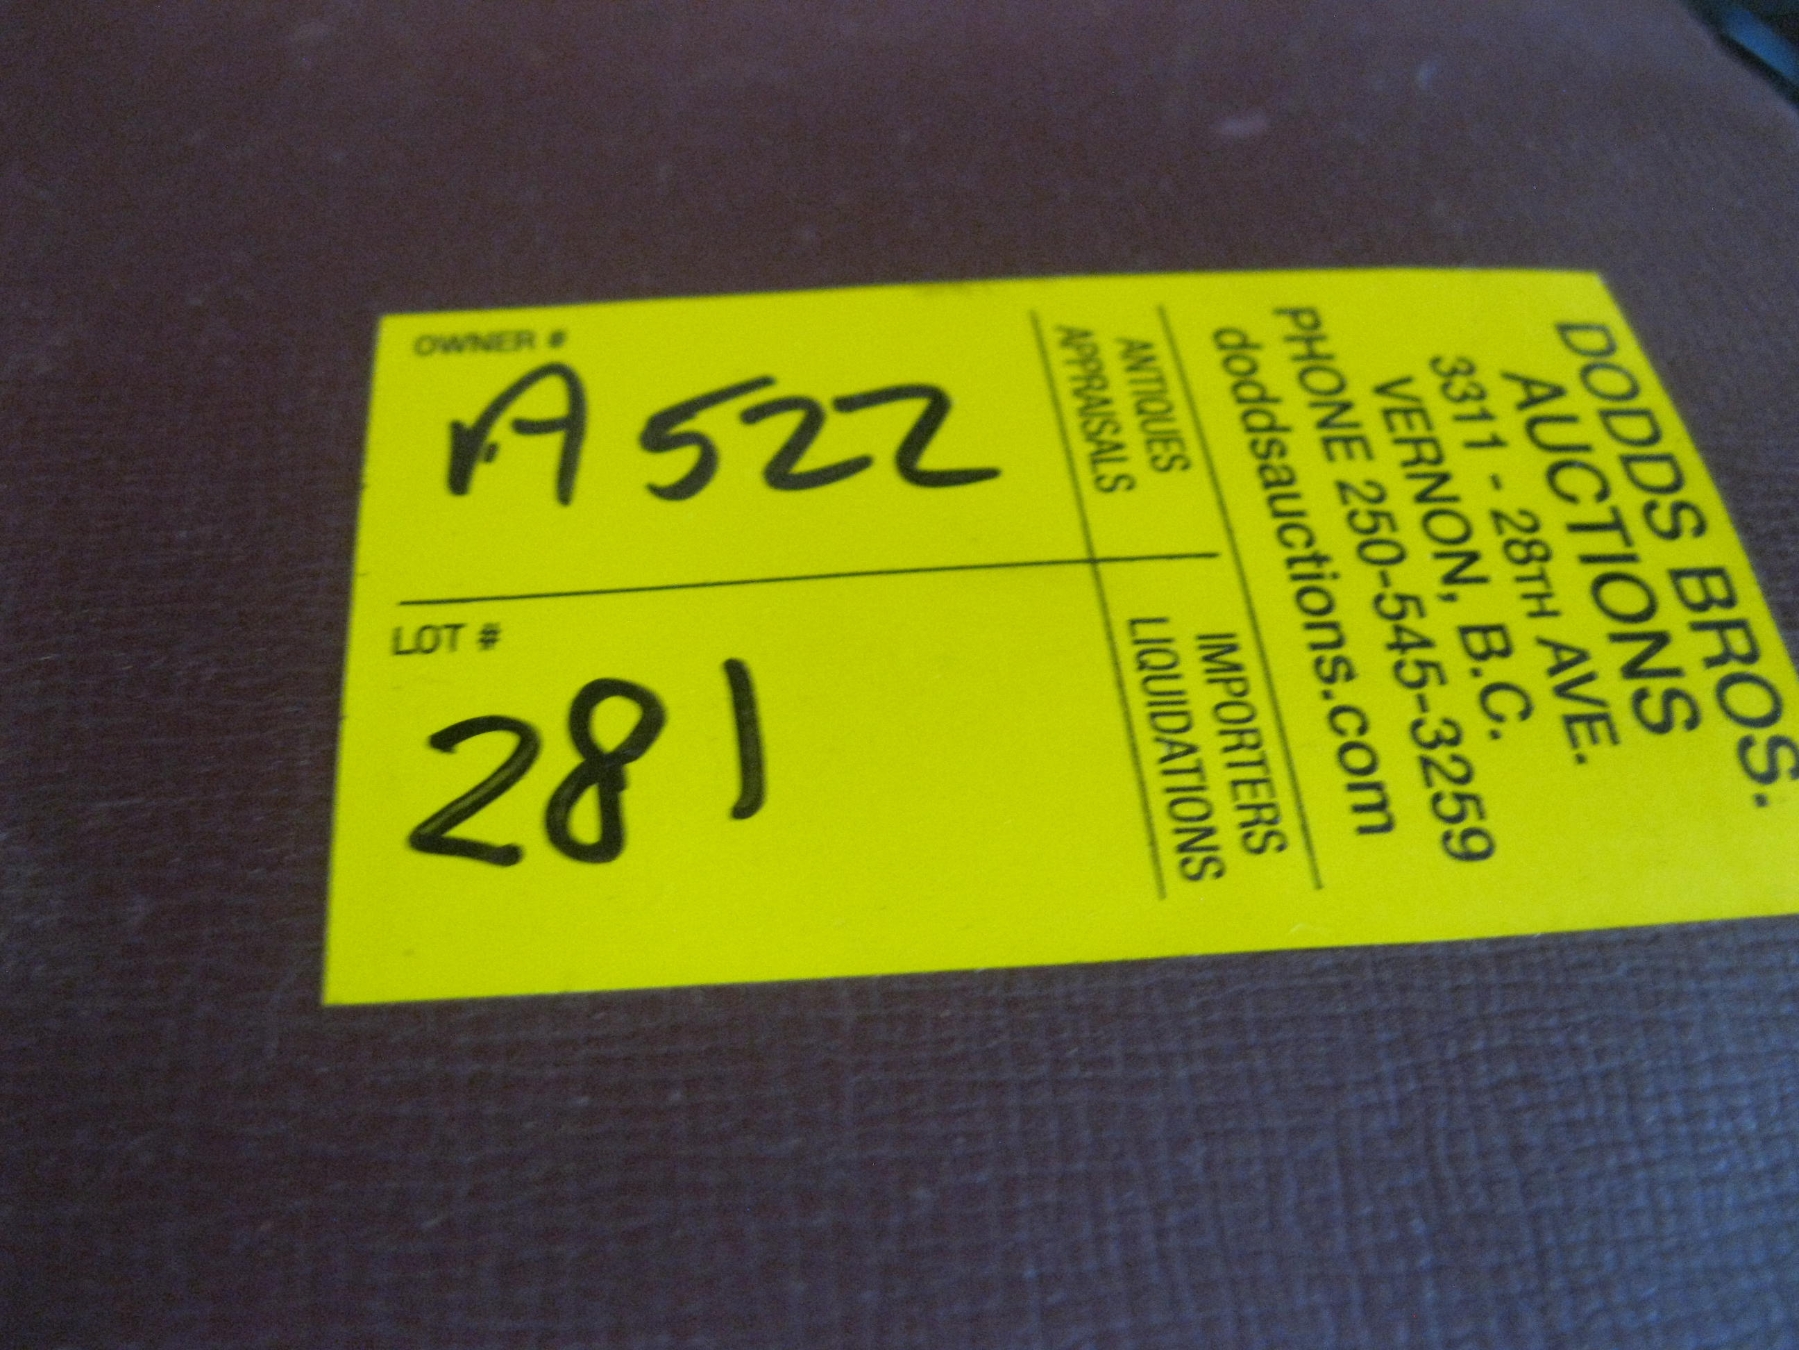 DODDS BROS.
AUCTIONS
3311 - 28TH AVE.
VERNON, B.C.
PHONE 250-545-3259
doddsauctions.com
ANTIQUES
APPRAISALS
IMPORTERS
LIQUIDATIONS
OWNER #
A522
LOT #
281